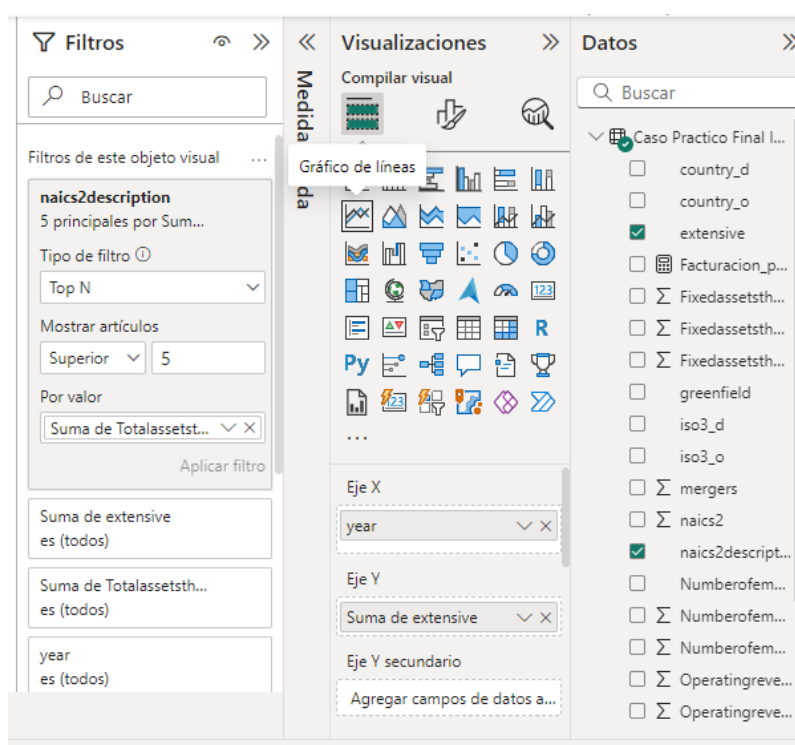 Filtros
Buscar
Filtros de este objeto visual
...
naics2description
5 principales por Sum...
Tipo de filtro
Top N
Mostrar artículos
Superior
5
Por valor
Suma de Totalassetst...
Aplicar filtro
Suma de extensive
es (todos)
Suma de Totalassetsth...
es (todos)
year
es (todos)
Medida
da
Visualizaciones
Compilar visual
Gráfico de líneas
123
R
Py
123
...
Eje X
year
Eje Y
Suma de extensive
Eje Y secundario
Agregar campos de datos a...
Datos
Buscar
Caso Practico Final I...
country_d
country_o
extensive
Facturacion_p...
Fixedassetsth...
Fixedassetsth...
Fixedassetsth...
greenfield
iso3_d
iso3_o
mergers
naics2
naics2descript...
Numberofem...
Numberofem...
Numberofem...
Operatingreve...
Operatingreve...